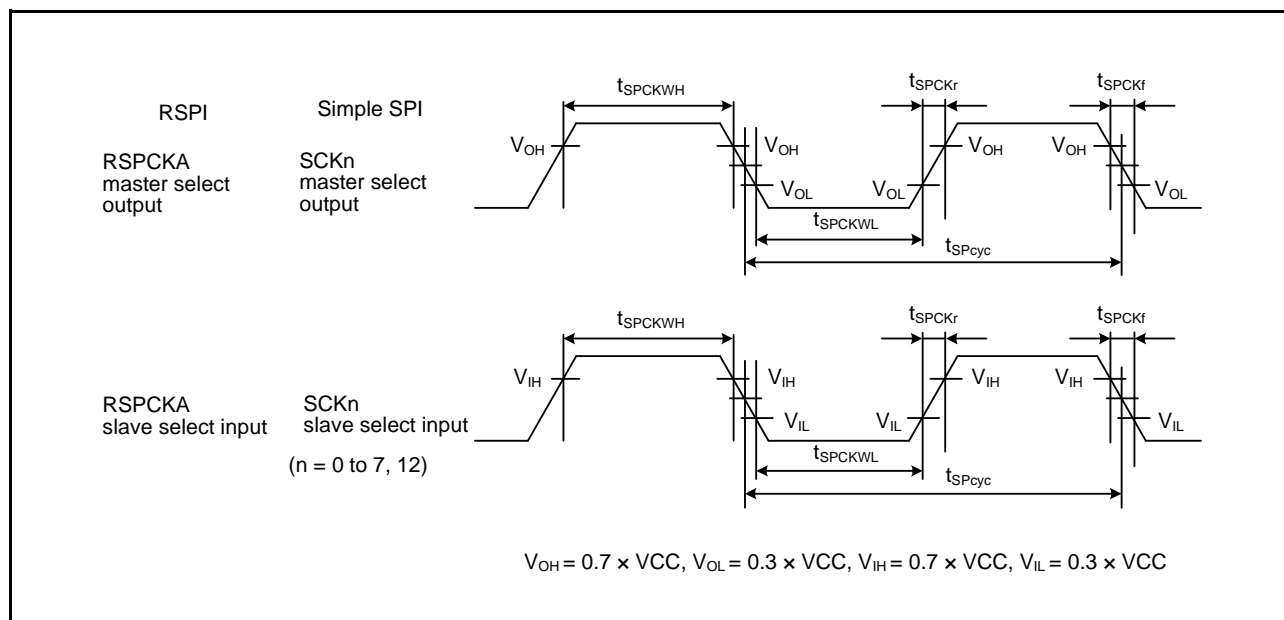 RSPI
Simple SPI
RSPCKA
master select
output
SCKn
master select
output
tSPCKWH
tSPCKr
tSPCKf
VOH
VOH
VOL
VOL
VOH
VOH
VOL
tSPCKWL
tSPcyc
RSPCKA
slave select input
SCKn
slave select input
(n = 0 to 7, 12)
tSPCKWH
tSPCKr
tSPCKf
VIH
VIH
VIL
VIL
VIH
VIH
VIL
tSPCKWL
tSPcyc
VOH = 0.7 × VCC, VOL = 0.3 × VCC, VIH = 0.7 × VCC, VIL = 0.3 × VCC